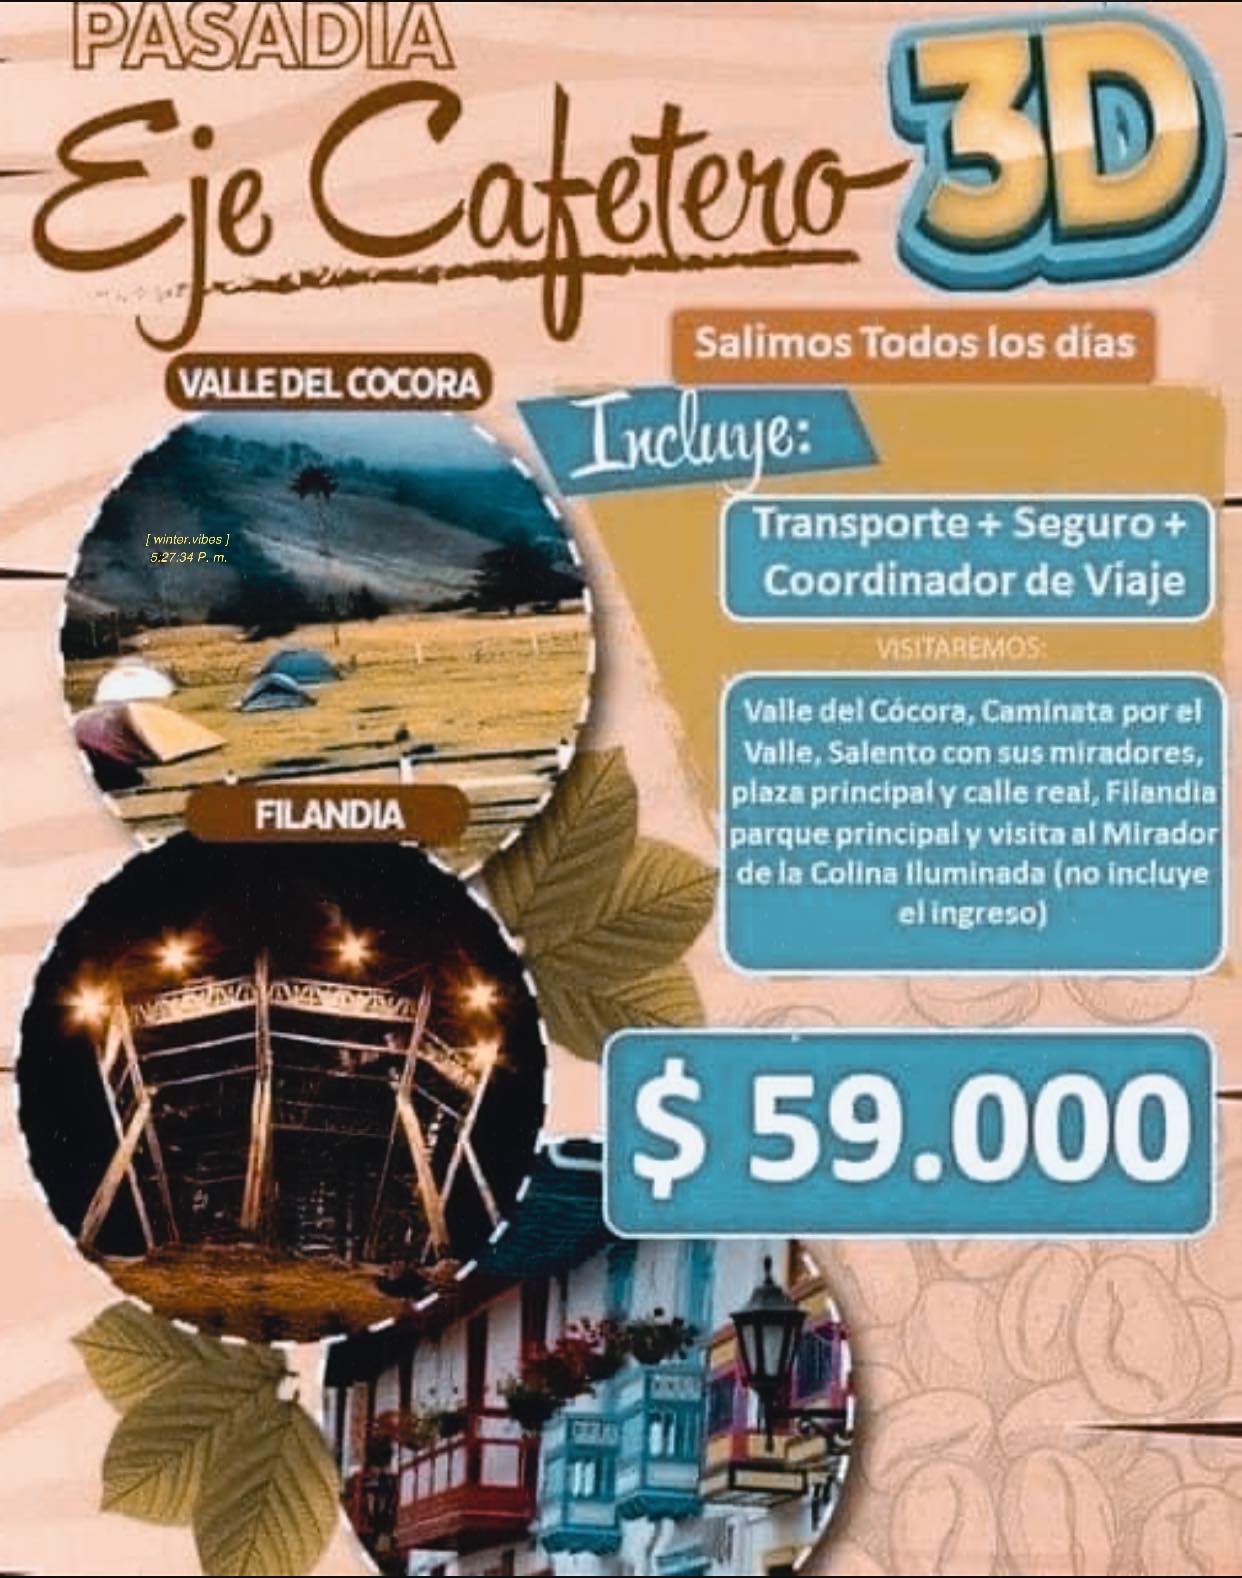 PASADIA
Eje Cafetero
3D
Salimos Todos los días
VALLE DEL COCORA
Incluye:
Transporte + Seguro +
Coordinador de Viaje
[ winter.vibes ]
5:27:34 P. m.
VISITAREMOS:
Valle del Cócora, Caminata por el
Valle, Salento con sus miradores,
plaza principal y calle real, Filandia
parque principal y visita al Mirador
de la Colina Iluminada (no incluye
el ingreso)
FILANDIA
$ 59.000